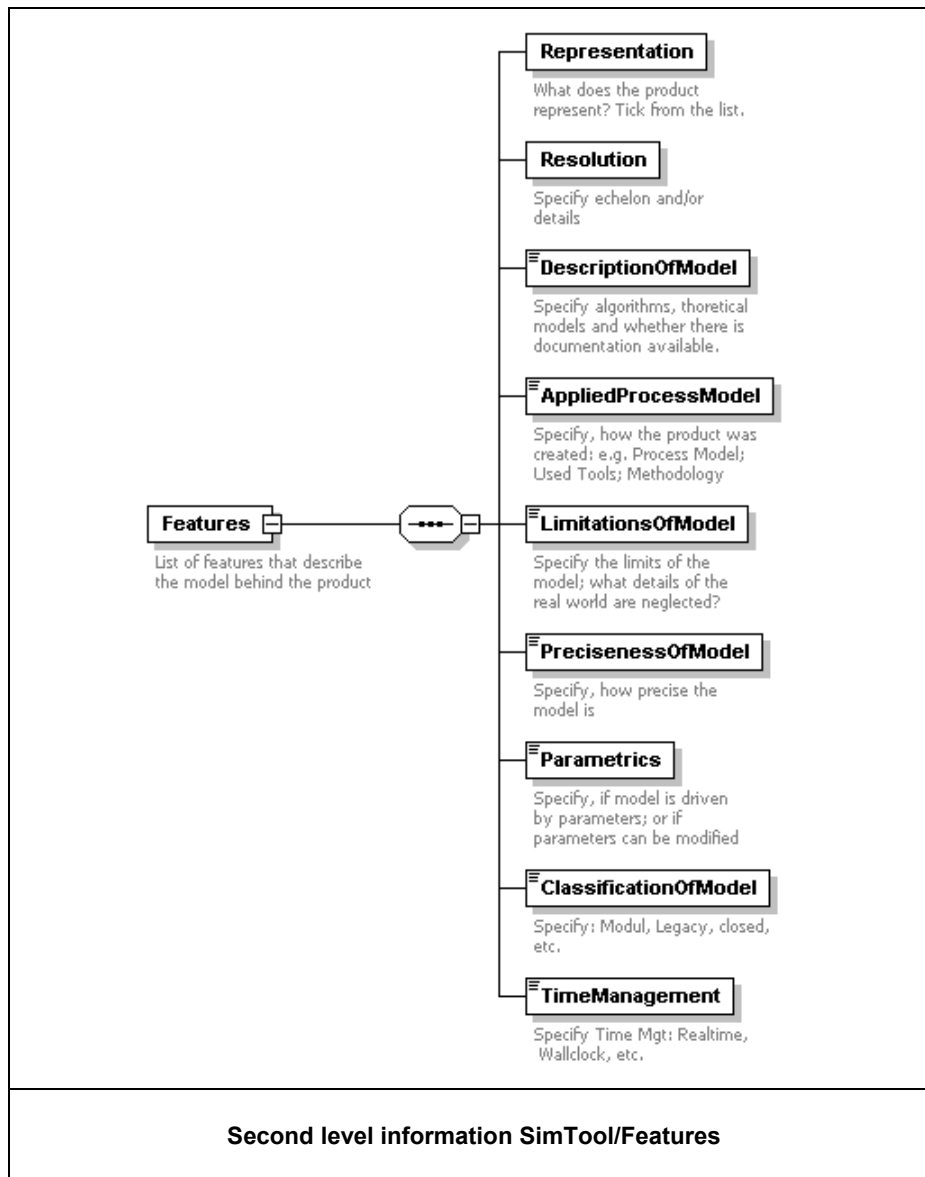 Representation
What does the product
represent? Tick from the list.
Resolution
Specify echelon and/or
details
DescriptionOfModel
Specify algorithms, thoretical
models and whether there is
documentation available.
AppliedProcessModel
Specify, how the product was
created: e.g. Process Model;
Used Tools; Methodology
Features
List of features that describe
the model behind the product
LimitationsOfModel
Specify the limits of the
model; what details of the
real world are neglected?
PrecisenessOfModel
Specify, how precise the
model is
Parametrics
Specify, if model is driven
by parameters; or if
parameters can be modified
ClassificationOfModel
Specify: Modul, Legacy, closed,
etc.
TimeManagement
Specify Time Mgt: Realtime,
Wallclock, etc.
Second level information SimTool/Features